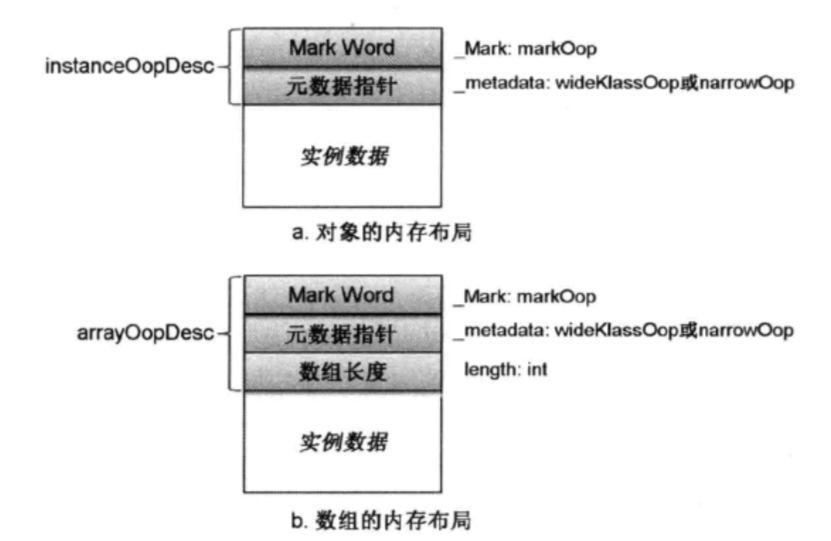 Mark Word
_Mark: markOop
instanceOopDesc
元数据指针
_metadata: wideKlassOop或narrowOop
实例数据
a. 对象的内存布局
Mark Word
_Mark: markOop
arrayOopDesc
元数据指针
_metadata: wideKlassOop或narrowOop
数组长度
length: int
实例数据
b. 数组的内存布局